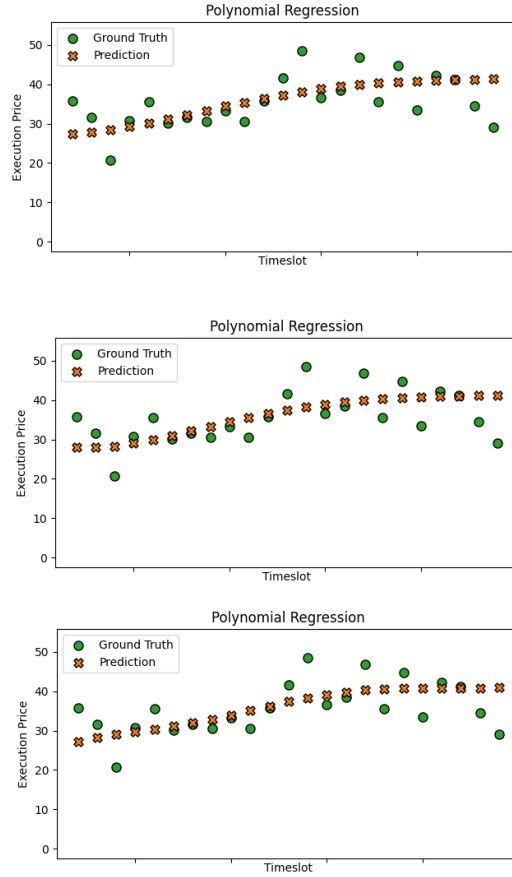 Polynomial Regression
50
Ground Truth
Prediction
40
30
20
10
0
Execution Price
Timeslot
Polynomial Regression
50
Ground Truth
Prediction
40
30
20
10
0
Execution Price
Timeslot
Polynomial Regression
50
Ground Truth
Prediction
40
30
20
10
0
Execution Price
Timeslot